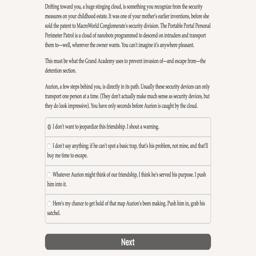 Drifting toward you, a huge stinging cloud, is something you recognize from the security
measures on your childhood estate. It was one of your mother's earlier inventions, before she
sold the patent to MacroWorld Conglomerate's security division. The Portable Portal Personal
Perimeter Patrol is a cloud of nanobots programmed to descend on intruders and transport
them to—well, wherever the owner wants. You can't imagine it's anywhere pleasant.
This must be what the Grand Academy uses to prevent invasion of—and escape from—the
detention section.
Aurion, a few steps behind you, is directly in its path. Usually these security devices can only
transport one person at a time. (They don't actually make much sense as security devices, but
they do look impressive). You have only seconds before Aurion is caught by the cloud.
I don't want to jeopardize this friendship. I shout a warning.
I don't say anything; if he can't spot a basic trap, that's his problem, not mine, and that'll
buy me time to escape.
Whatever Aurion might think of our friendship, I think he's served his purpose. I push
him into it.
Here's my chance to get hold of that map Aurion's been making. Push him in, grab his
satchel.
Next